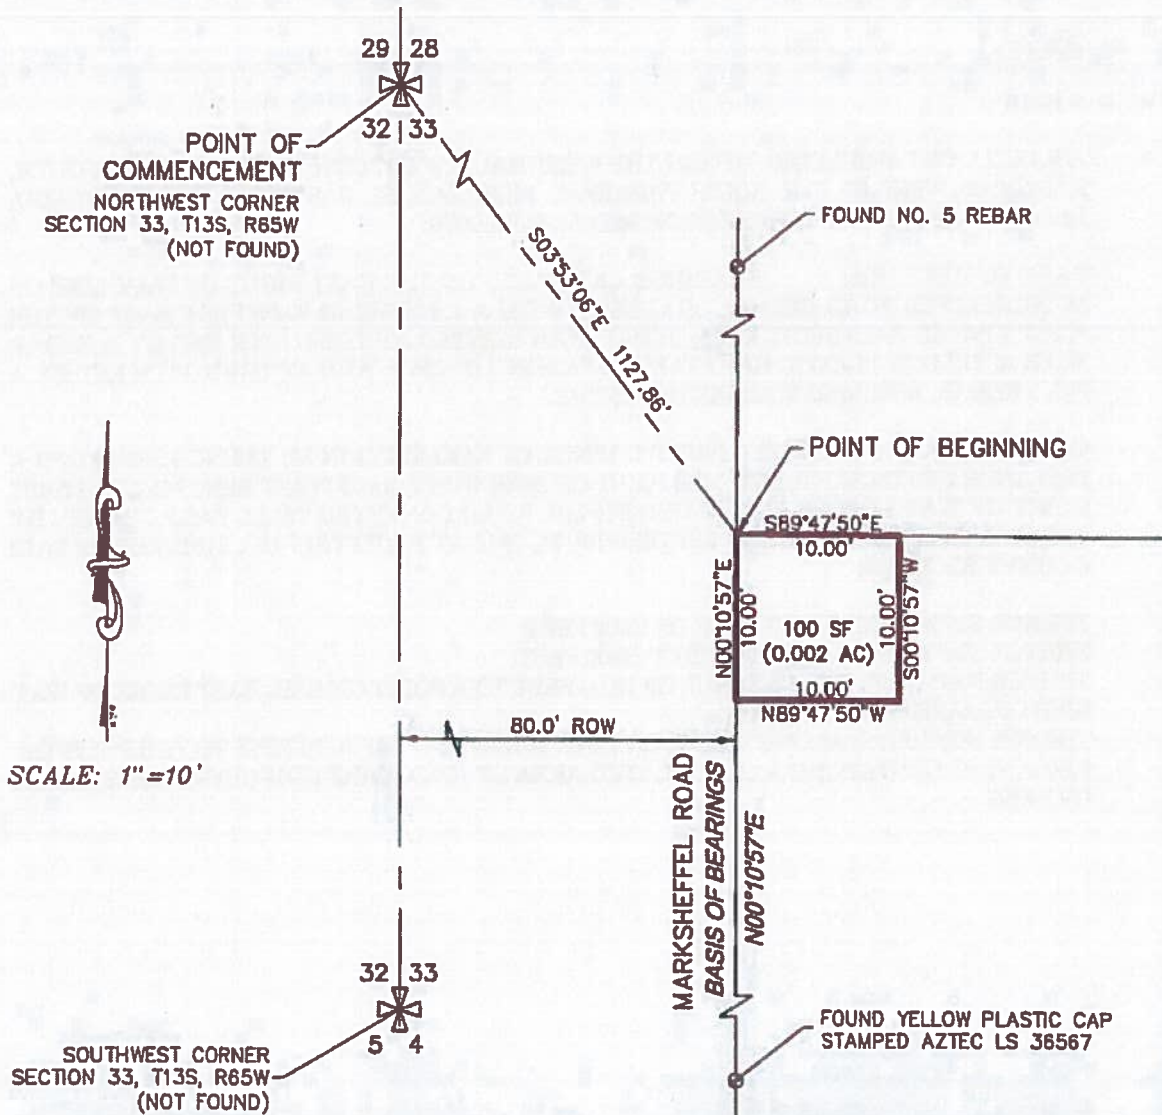 29 28
32 33
POINT OF
COMMENCEMENT
NORTHWEST CORNER
SECTION 33, T13S, R65W
(NOT FOUND)
S03°53'06"E 1127.86'
FOUND NO. 5 REBAR
POINT OF BEGINNING
S89°47'50"E
10.00'
N00°10'57"E
10.00'
100 SF
(0.002 AC)
10.00'
S00°10'57"W
10.00'
N89°47'50"W
80.0' ROW
SCALE: 1"=10'
MARKSHEFFEL ROAD
BASIS OF BEARINGS
N00°10'57"E
32 33
5 4
SOUTHWEST CORNER
SECTION 33, T13S, R65W
(NOT FOUND)
FOUND YELLOW PLASTIC CAP
STAMPED AZTEC LS 36567